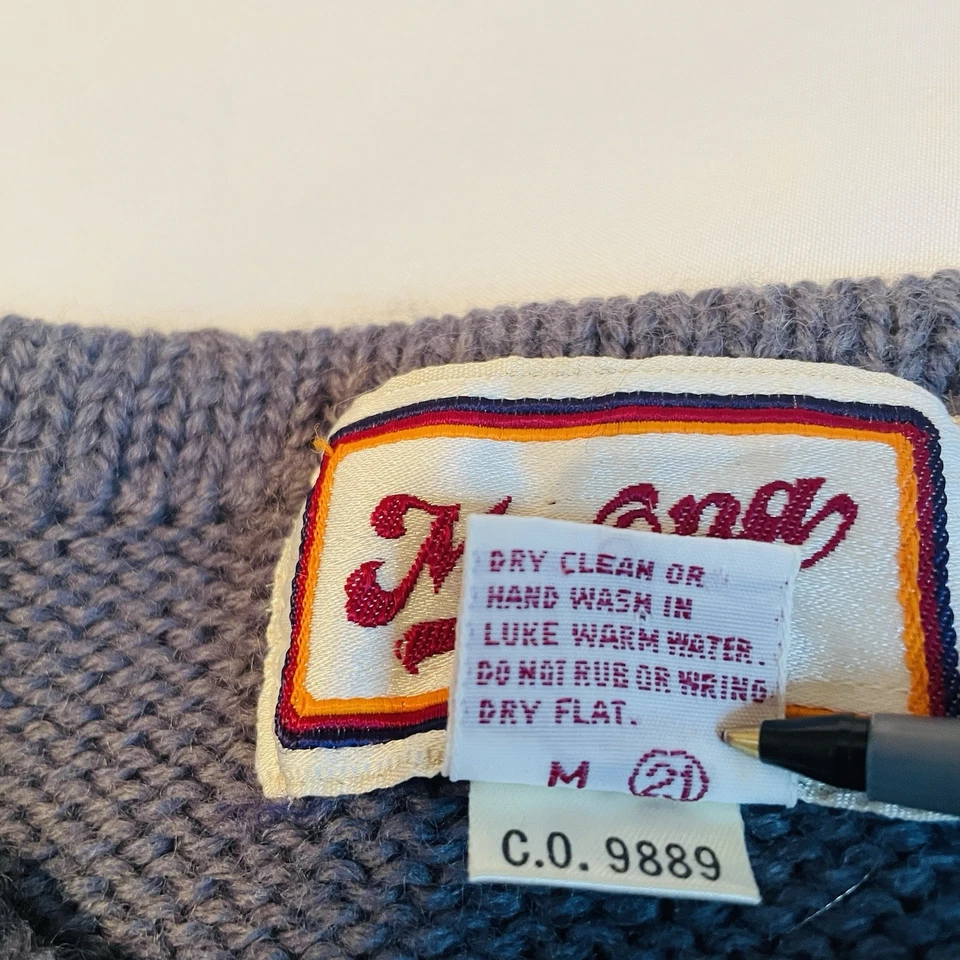 DRY CLEAN OR
HAND WASH IN
LUKE WARM WATER.
DO NOT RUB OR WRING
DRY FLAT.
M 21
C.O. 9889